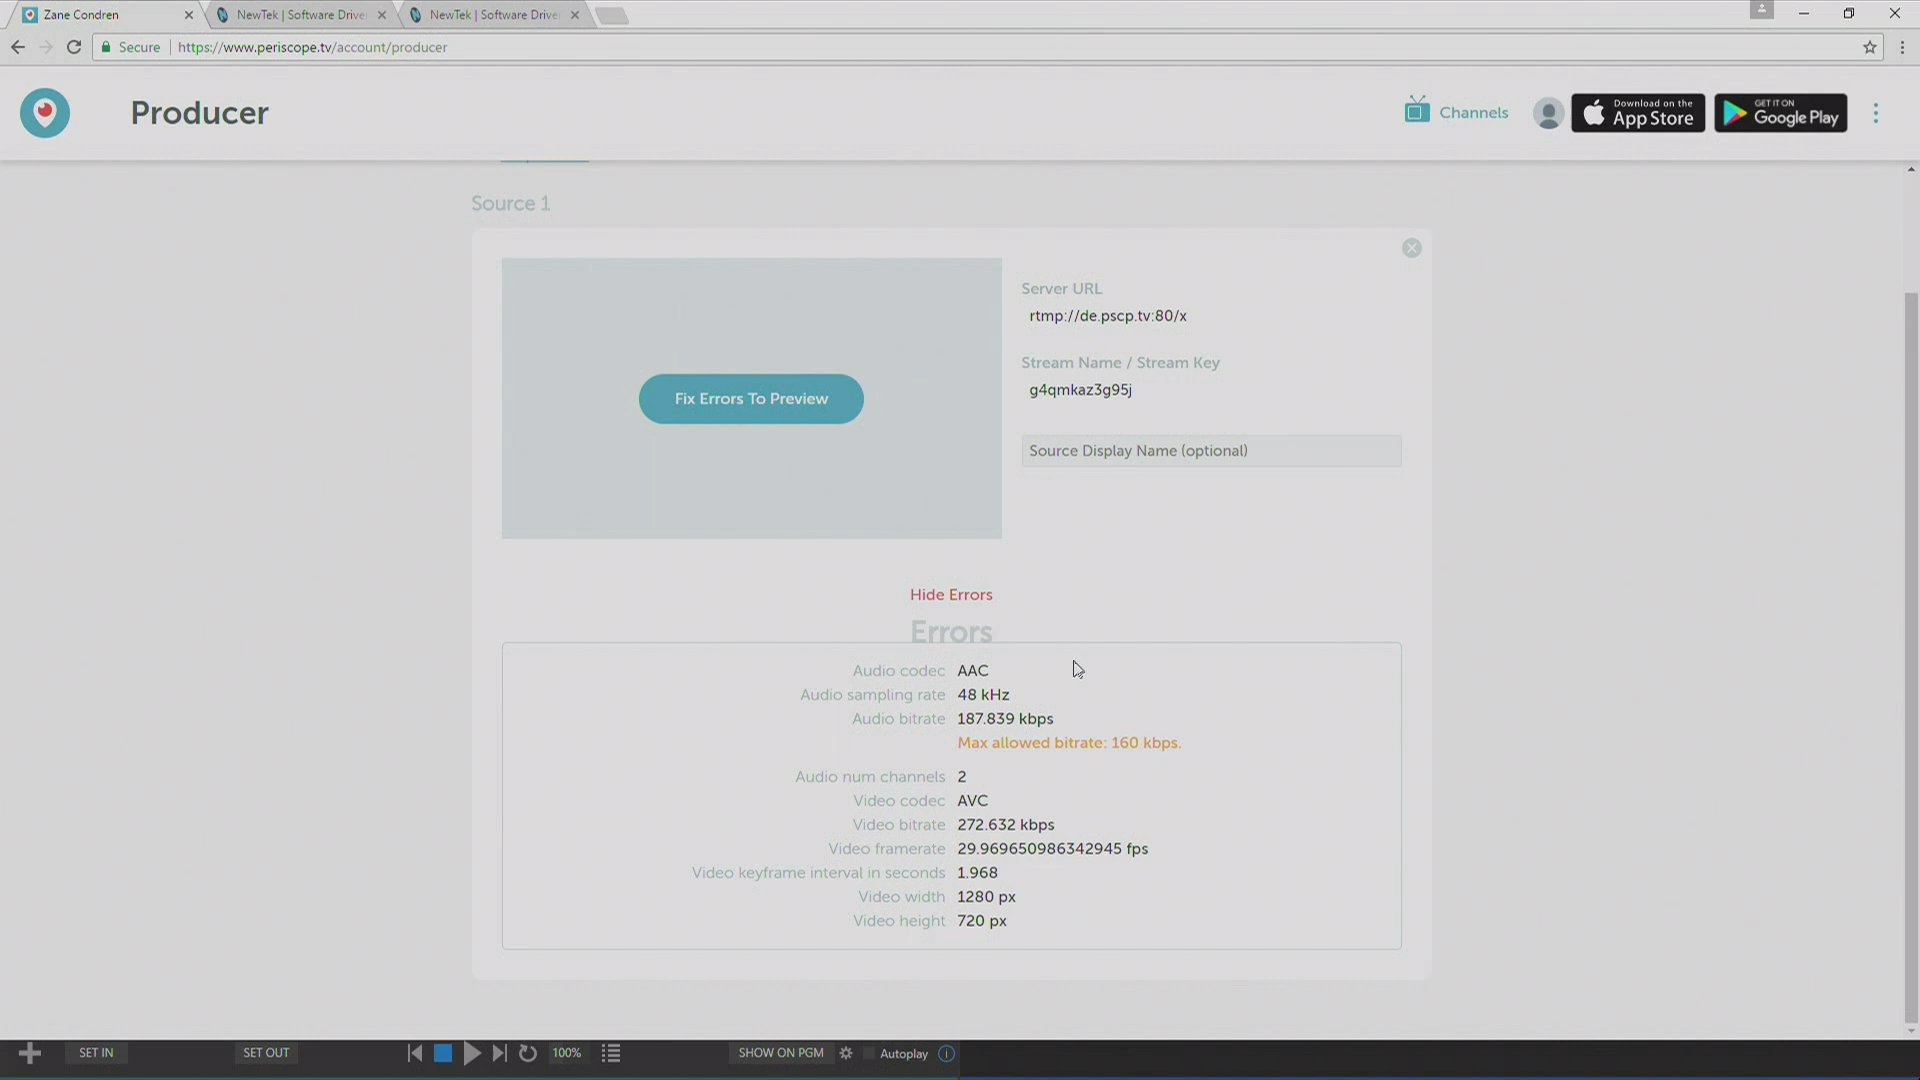 Zane Condren
NewTek | Software Drive
NewTek | Software Drive
Secure
https://www.periscope.tv/account/producer
Producer
Channels
Download on the
App Store
GET IT ON
Google Play
Source 1
Server URL
rtmp://de.pscp.tv:80/x
Stream Name / Stream Key
g4qmkaz3g95j
Fix Errors To Preview
Source Display Name (optional)
Hide Errors
Errors
Audio codec AAC
Audio sampling rate 48 kHz
Audio bitrate 187.839 kbps
Max allowed bitrate: 160 kbps.
Audio num channels 2
Video codec AVC
Video bitrate 272.632 kbps
Video framerate 29.969650986342945 fps
Video keyframe interval in seconds 1.968
Video width 1280 px
Video height 720 px
SET IN
SET OUT
100%
SHOW ON PGM
Autoplay